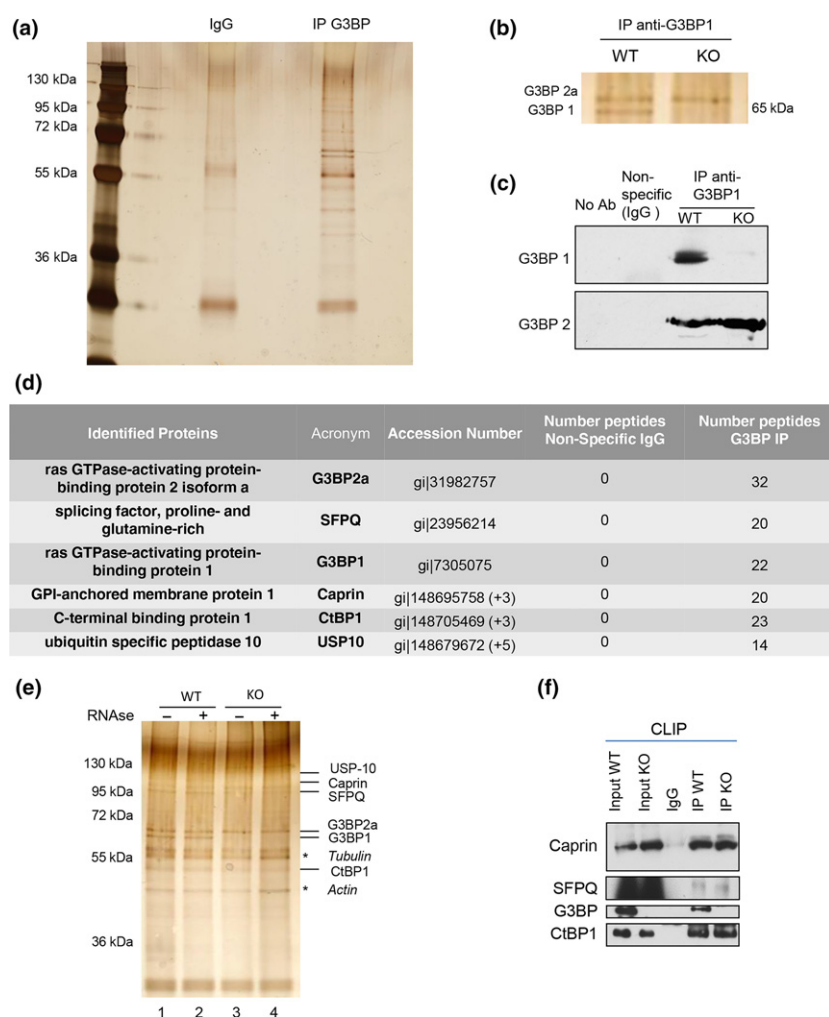 (a)
IgG
IP G3BP
130 kDa
95 kDa
72 kDa
55 kDa
36 kDa
(b)
IP anti-G3BP1
WT KO
G3BP 2a
G3BP 1
65 kDa
(c)
No Ab
Non-
specific
(IgG )
IP anti-
G3BP1
WT KO
G3BP 1
G3BP 2
(d)
Identified Proteins Acronym Accession Number Number peptides Non-Specific IgG Number peptides G3BP IP
ras GTPase-activating protein-
binding protein 2 isoform a G3BP2a gi|31982757 0 32
splicing factor, proline- and
glutamine-rich SFPQ gi|23956214 0 20
ras GTPase-activating protein-
binding protein 1 G3BP1 gi|7305075 0 22
GPI-anchored membrane protein 1 Caprin gi|148695758 (+3) 0 20
C-terminal binding protein 1 CtBP1 gi|148705469 (+3) 0 23
ubiquitin specific peptidase 10 USP10 gi|148679672 (+5) 0 14
(e)
WT KO
RNAse – + – +
130 kDa
95 kDa
72 kDa
55 kDa
36 kDa
USP-10
Caprin
SFPQ
G3BP2a
G3BP1
* Tubulin
CtBP1
* Actin
1 2 3 4
(f)
CLIP
Input WT
Input KO
IgG
IP WT
IP KO
Caprin
SFPQ
G3BP
CtBP1